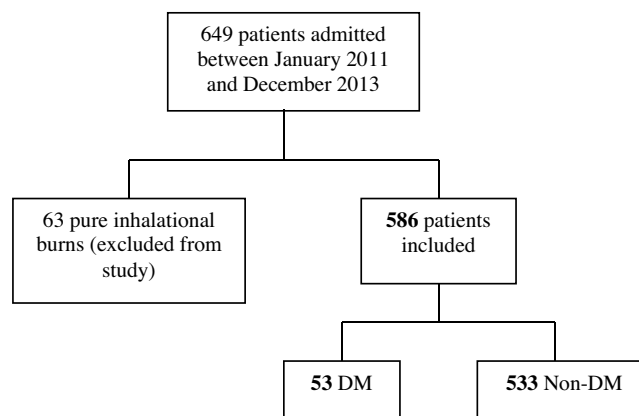 649 patients admitted
between January 2011
and December 2013
63 pure inhalational
burns (excluded from
study)
586 patients
included
53 DM
533 Non-DM